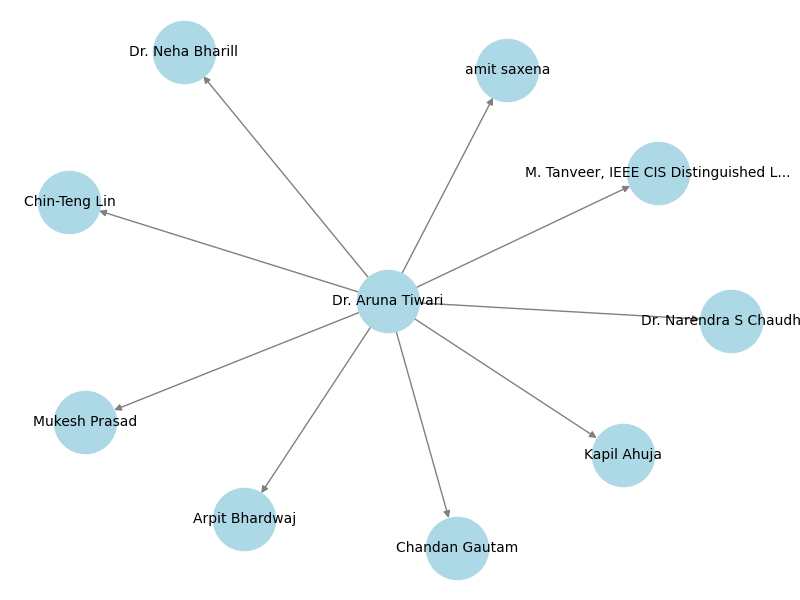 Dr. Neha Bharill
amit saxena
M. Tanveer, IEEE CIS Distinguished L...
Chin-Teng Lin
Dr. Aruna Tiwari
Dr. Narendra S Chaudh
Mukesh Prasad
Kapil Ahuja
Arpit Bhardwaj
Chandan Gautam